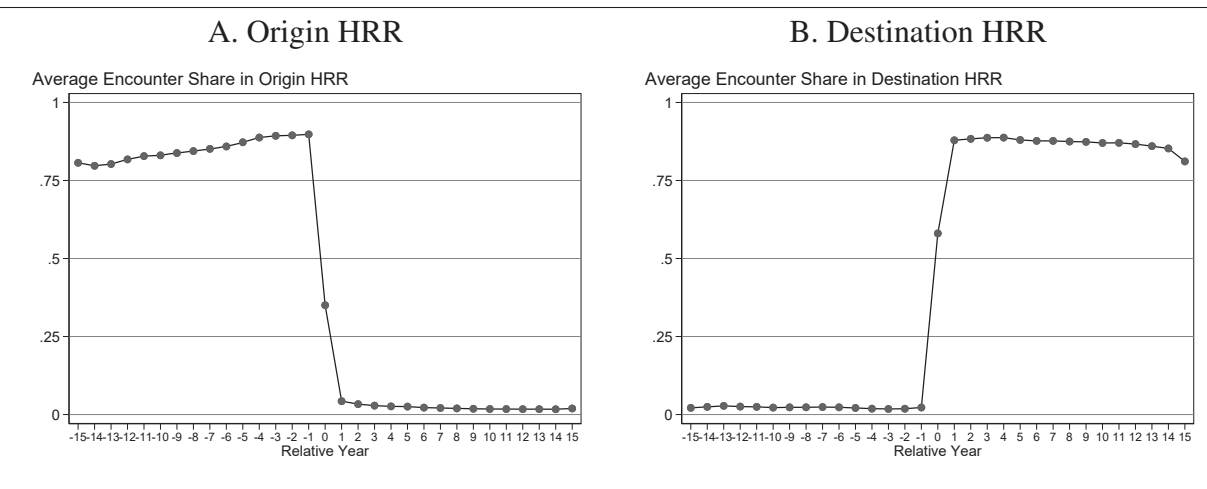 A. Origin HRR
Average Encounter Share in Origin HRR
1
.75
.5
.25
0
-15 -14 -13 -12 -11 -10 -9 -8 -7 -6 -5 -4 -3 -2 -1 0 1 2 3 4 5 6 7 8 9 10 11 12 13 14 15
Relative Year
B. Destination HRR
Average Encounter Share in Destination HRR
1
.75
.5
.25
0
-15 -14 -13 -12 -11 -10 -9 -8 -7 -6 -5 -4 -3 -2 -1 0 1 2 3 4 5 6 7 8 9 10 11 12 13 14 15
Relative Year